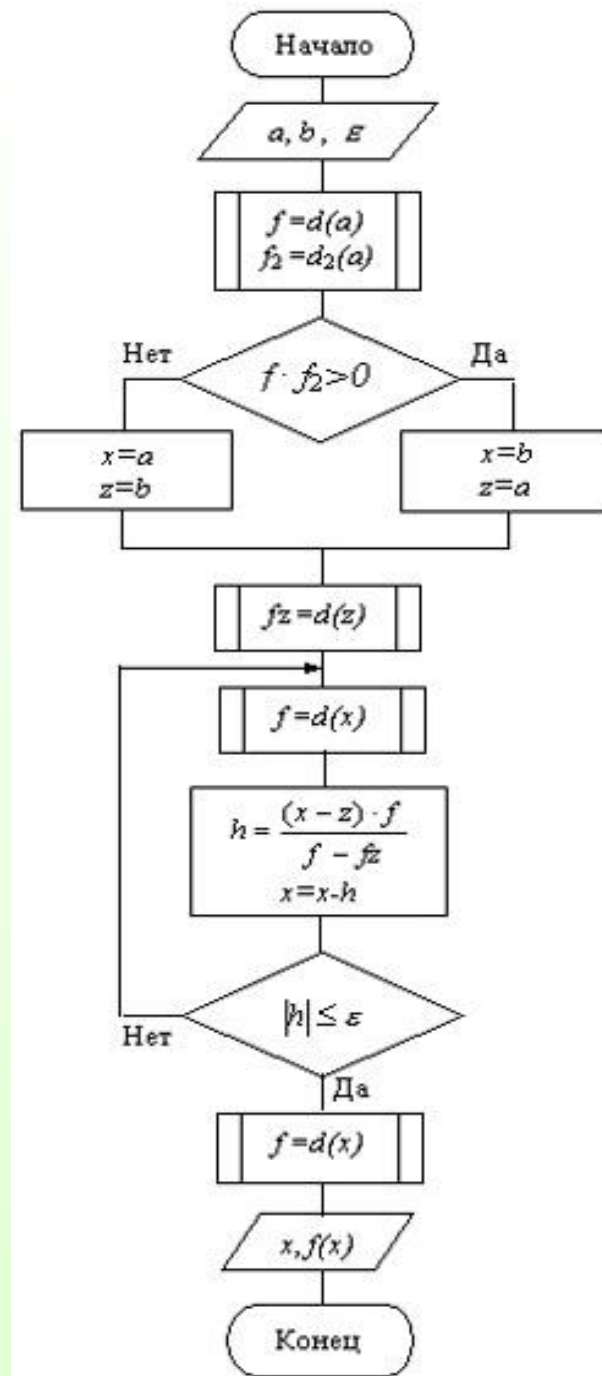 Начало
a, b, ε
f=d(a)
f₂=d₂(a)
Нет
Да
f · f₂>0
x=a
z=b
x=b
z=a
fz=d(z)
f=d(x)
h = (x − z) · f / f − fz
x=x-h
|h| ≤ ε
Нет
Да
f=d(x)
x, f(x)
Конец